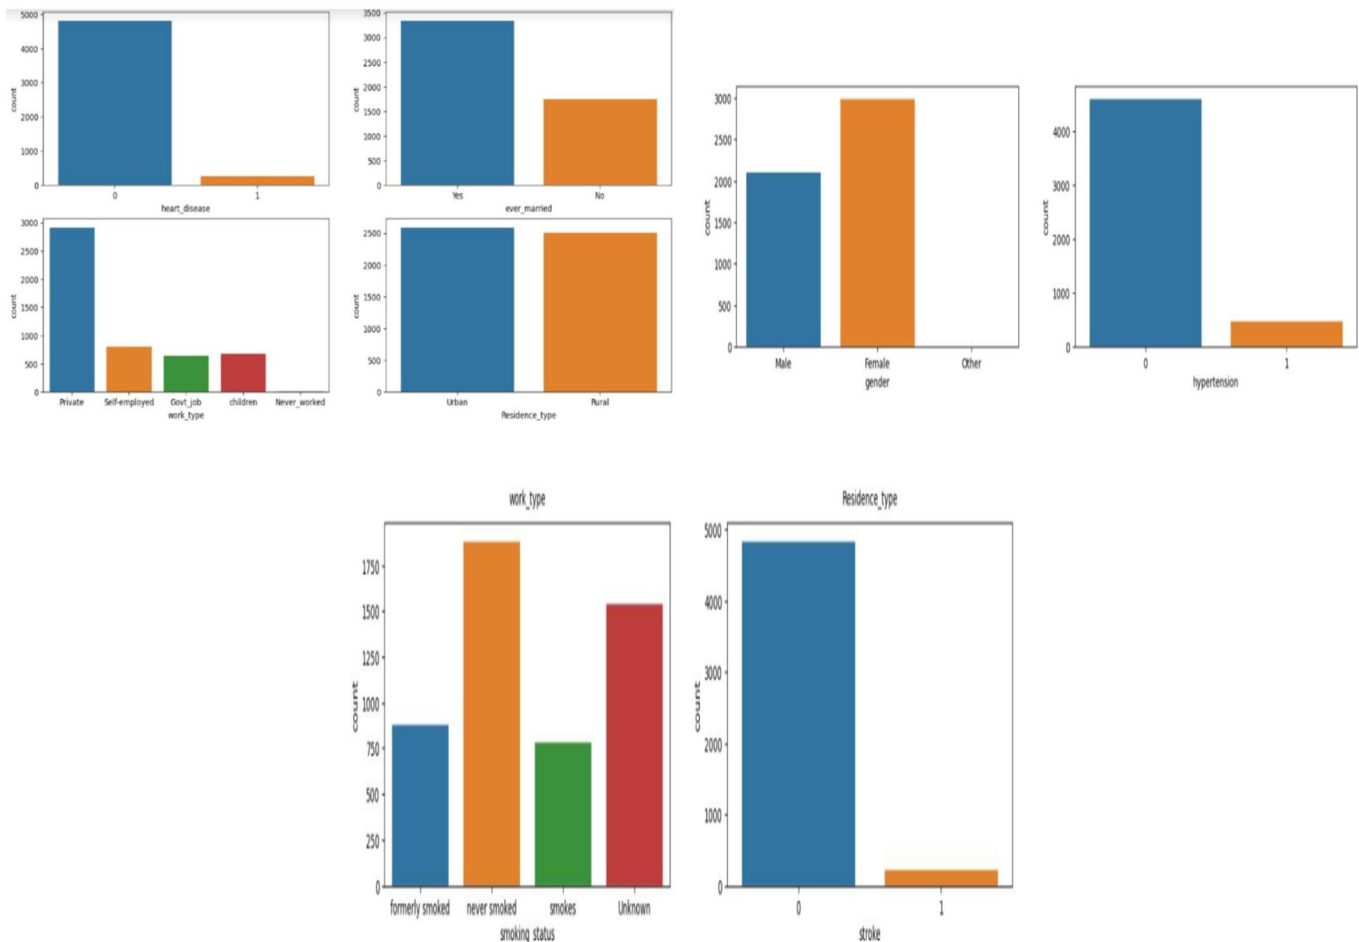 5000
4000
3000
2000
1000
0
count
0 1
heart_disease
3500
3000
2500
2000
1500
1000
500
0
count
Yes No
ever_married
3000
2500
2000
1500
1000
500
0
count
Private Self-employed Govt_job children Never_worked
work_type
2500
2000
1500
1000
500
0
count
Urban Rural
Residence_type
3000
2500
2000
1500
1000
500
0
count
Male Female Other
gender
4000
3000
2000
1000
0
count
0 1
hypertension
work_type
1750
1500
1250
1000
750
500
250
0
count
formerly smoked never smoked smokes Unknown
smoking_status
Residence_type
5000
4000
3000
2000
1000
0
count
0 1
stroke